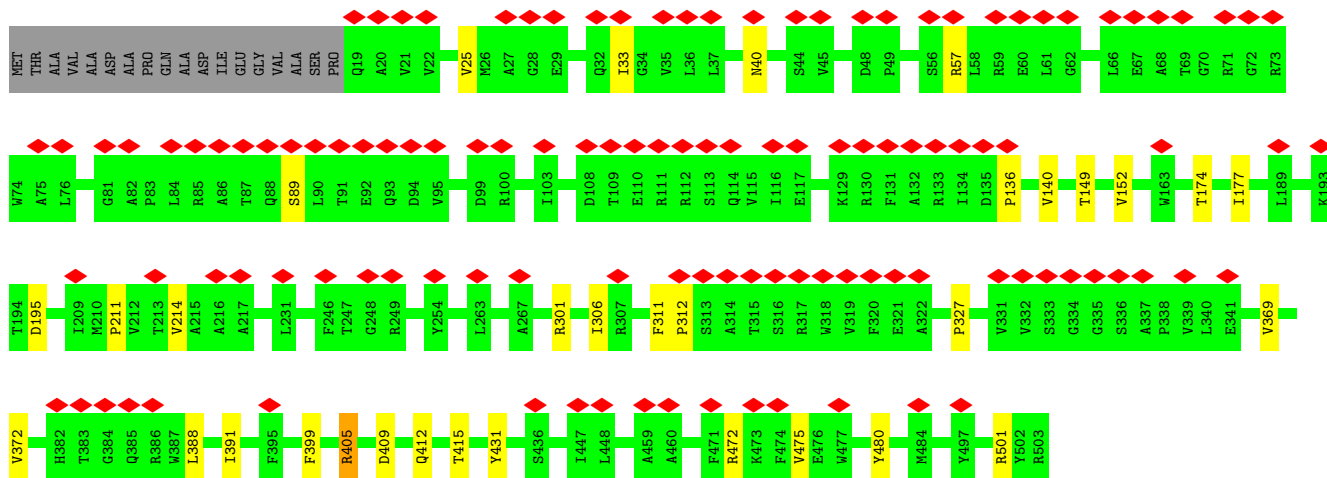 MET THR ALA VAL ALA ASP ALA PRO GLN ALA ASP ILE GLU GLY VAL ALA SER PRO Q19 A20 V21 V22 V25 M26 A27 G28 E29 Q32 I33 G34 V35 L36 L37 N40 S44 V45 D48 P49 S56 R57 L58 R59 E60 L61 G62 L66 E67 A68 T69 G70 R71 G72 R73
W74 A75 L76 G81 A82 P83 L84 R85 A86 T87 Q88 S89 L90 T91 E92 Q93 D94 V95 D99 R100 I103 D108 T109 E110 R111 R112 S113 Q114 V115 I116 E117 K129 R130 F131 A132 R133 I134 D135 P136 V140 T149 V152 W163 T174 I177 L189 K193
T194 D195 I209 M210 P211 V212 T213 V214 A215 A216 A217 L231 F246 T247 G248 R249 Y254 L263 A267 R301 I306 R307 F311 P312 S313 A314 T315 S316 R317 W318 V319 F320 E321 A322 P327 V331 V332 S333 G334 G335 S336 A337 P338 V339 L340 E341 V369
V372 H382 T383 G384 Q385 R386 W387 L388 I391 F395 F399 R405 D409 Q412 T415 Y431 S436 I447 L448 A459 A460 F471 R472 K473 F474 V475 E476 W477 Y480 M484 Y497 R501 Y502 R503